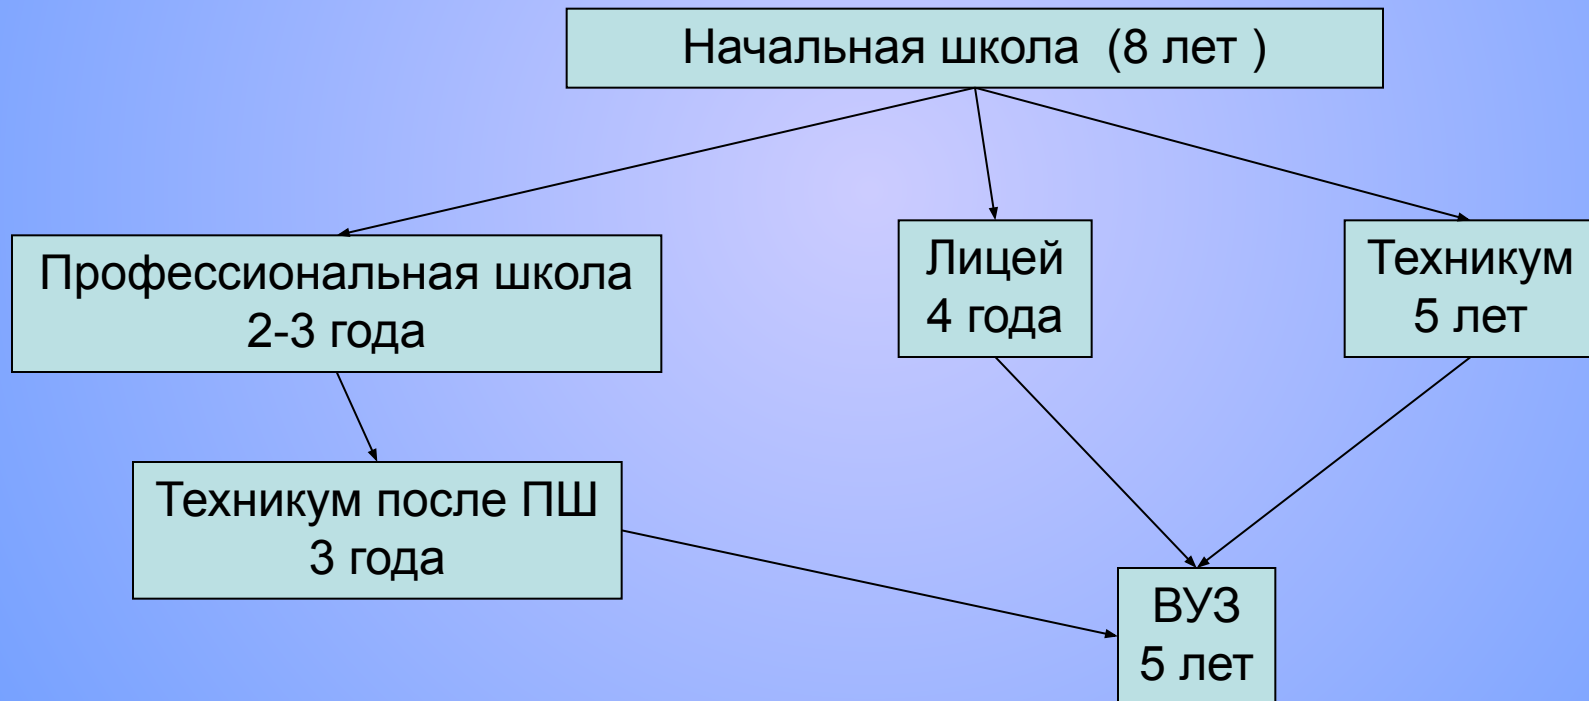 Начальная школа (8 лет )
Профессиональная школа
2-3 года
Лицей
4 года
Техникум
5 лет
Техникум после ПШ
3 года
ВУЗ
5 лет